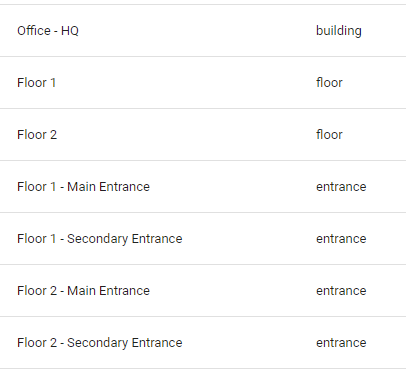 Office - HQ building
Floor 1 floor
Floor 2 floor
Floor 1 - Main Entrance entrance
Floor 1 - Secondary Entrance entrance
Floor 2 - Main Entrance entrance
Floor 2 - Secondary Entrance entrance